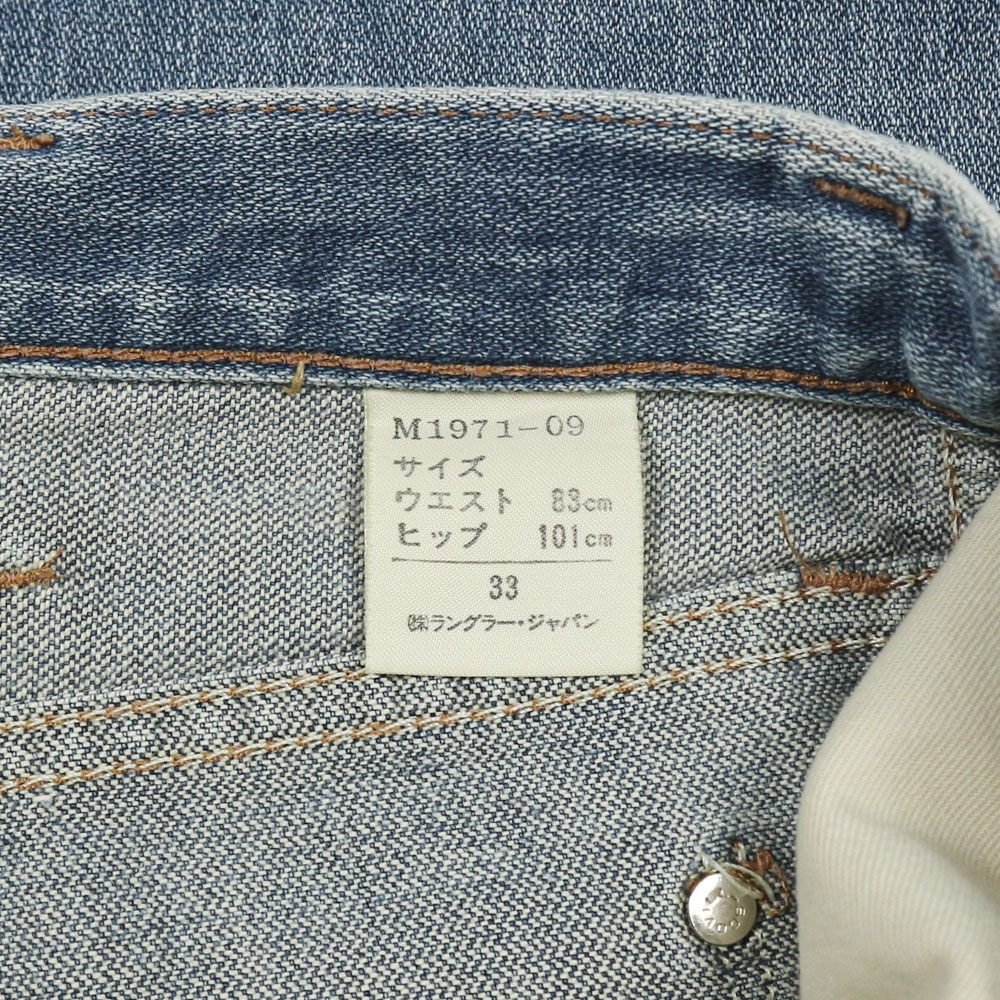 M1971-09
サイズ
ウエスト 83cm
ヒップ 101cm
33
㈱ラングラー・ジャパン